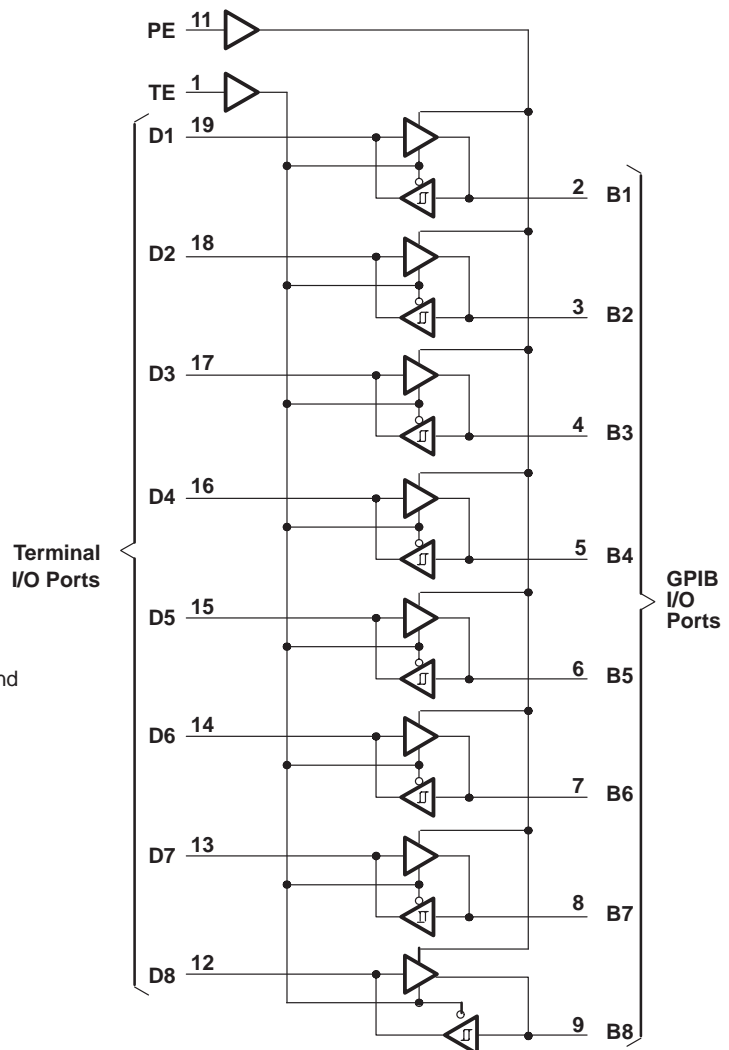 PE 11
TE 1
D1 19
2 B1
D2 18
3 B2
D3 17
4 B3
D4 16
5 B4
Terminal
I/O Ports
GPIB
I/O
Ports
D5 15
6 B5
nd
D6 14
7 B6
D7 13
8 B7
D8 12
9 B8